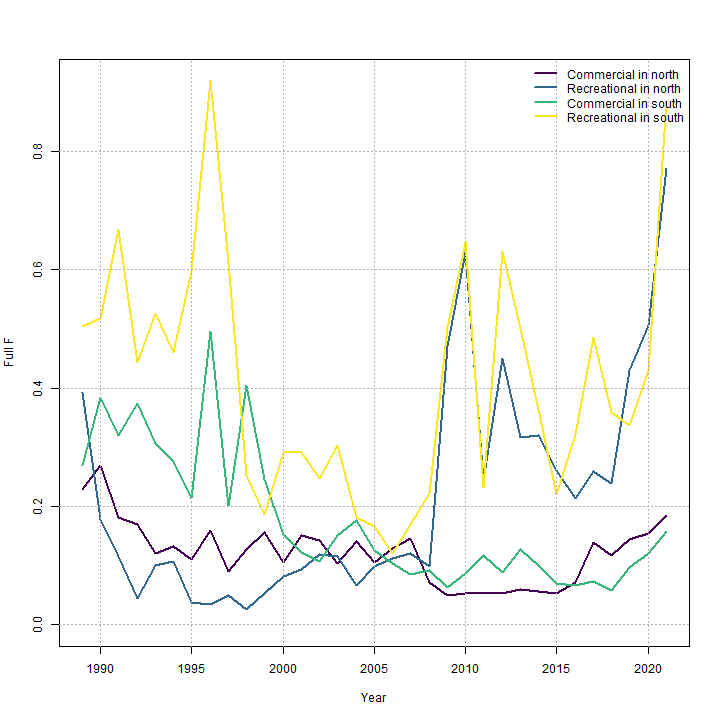 Commercial in north
Recreational in north
Commercial in south
Recreational in south
Full F
0.8
0.6
0.4
0.2
0.0
1990 1995 2000 2005 2010 2015 2020
Year